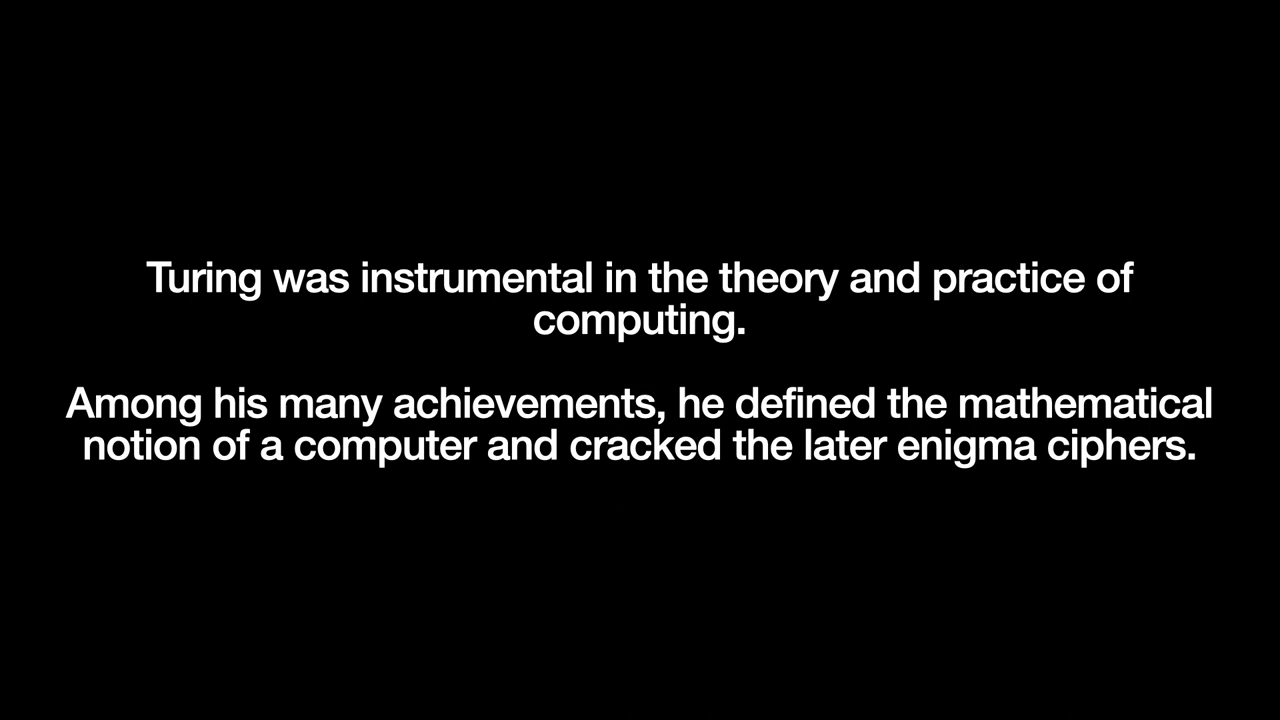 Turing was instrumental in the theory and practice of
computing.
Among his many achievements, he defined the mathematical
notion of a computer and cracked the later enigma ciphers.